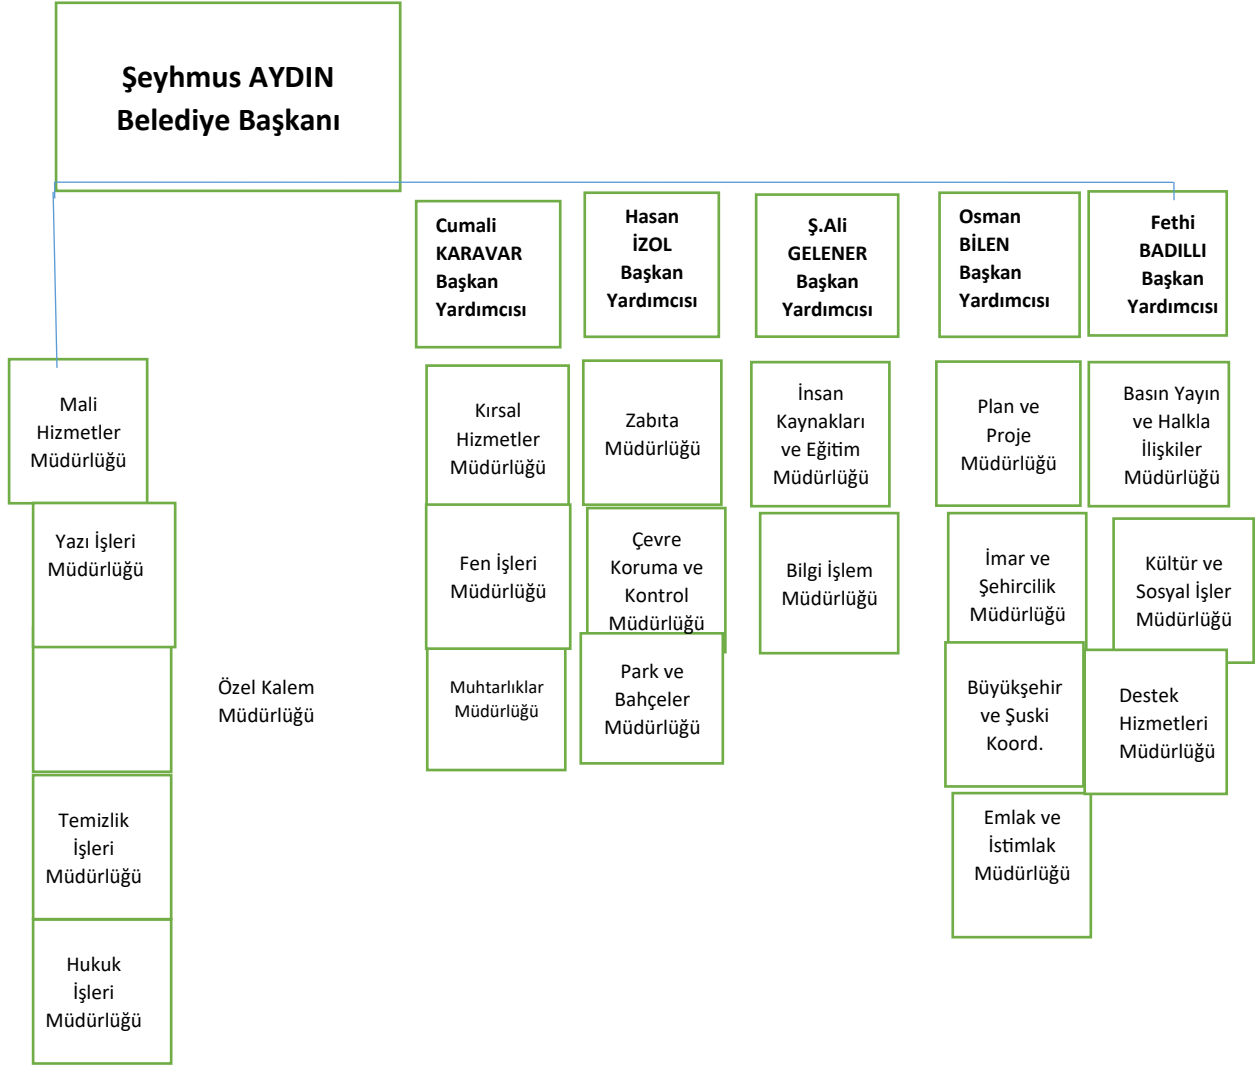 Şeyhmus AYDIN
Belediye Başkanı
Cumali
KARAVAR
Başkan
Yardımcısı
Hasan
İZOL
Başkan
Yardımcısı
Ş.Ali
GELENER
Başkan
Yardımcısı
Osman
BİLEN
Başkan
Yardımcısı
Fethi
BADILLI
Başkan
Yardımcısı
Mali
Hizmetler
Müdürlüğü
Kırsal
Hizmetler
Müdürlüğü
Zabıta
Müdürlüğü
İnsan
Kaynakları
ve Eğitim
Müdürlüğü
Plan ve
Proje
Müdürlüğü
Basın Yayın
ve Halkla
İlişkiler
Müdürlüğü
Yazı İşleri
Müdürlüğü
Fen İşleri
Müdürlüğü
Çevre
Koruma ve
Kontrol
Müdürlüğü
Bilgi İşlem
Müdürlüğü
İmar ve
Şehircilik
Müdürlüğü
Kültür ve
Sosyal İşler
Müdürlüğü
Özel Kalem
Müdürlüğü
Muhtarlıklar
Müdürlüğü
Park ve
Bahçeler
Müdürlüğü
Büyükşehir
ve Şuski
Koord.
Destek
Hizmetleri
Müdürlüğü
Temizlik
İşleri
Müdürlüğü
Emlak ve
İstimlak
Müdürlüğü
Hukuk
İşleri
Müdürlüğü